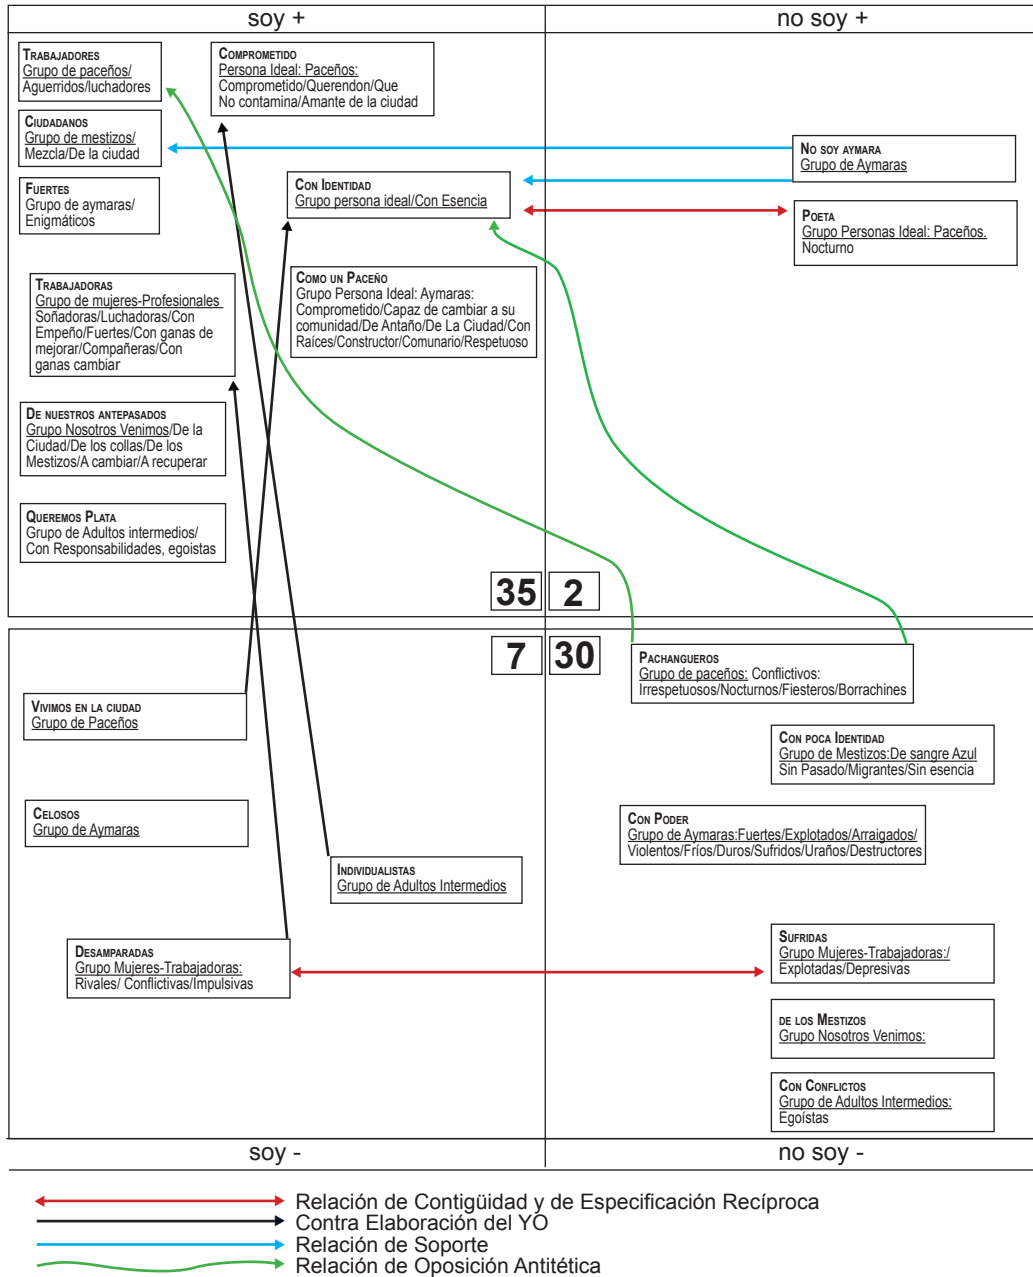 soy +
no soy +
TRABAJADORES
Grupo de paceños/
Aguerridos/luchadores
COMPROMETIDO
Persona Ideal: Paceños:
Comprometido/Querendon/Que
No contamina/Amante de la ciudad
CIUDADANOS
Grupo de mestizos/
Mezcla/De la ciudad
NO SOY AYMARA
Grupo de Aymaras
FUERTES
Grupo de aymaras/
Enigmáticos
CON IDENTIDAD
Grupo persona ideal/Con Esencia
POETA
Grupo Personas Ideal: Paceños.
Nocturno
TRABAJADORAS
Grupo de mujeres-Profesionales
Soñadoras/Luchadoras/Con
Empeño/Fuertes/Con ganas de
mejorar/Compañeras/Con
ganas cambiar
COMO UN PACEÑO
Grupo Persona Ideal: Aymaras:
Comprometido/Capaz de cambiar a su
comunidad/De Antaño/De La Ciudad/Con
Raíces/Constructor/Comunario/Respetuoso
DE NUESTROS ANTEPASADOS
Grupo Nosotros Venimos/De la
Ciudad/De los collas/De los
Mestizos/A cambiar/A recuperar
QUEREMOS PLATA
Grupo de Adultos intermedios/
Con Responsabilidades, egoistas
35
2
7
30
PACHANGUEROS
Grupo de paceños: Conflictivos:
Irrespetuosos/Nocturnos/Fiesteros/Borrachines
VIVIMOS EN LA CIUDAD
Grupo de Paceños
CON POCA IDENTIDAD
Grupo de Mestizos:De sangre Azul
Sin Pasado/Migrantes/Sin esencia
CELOSOS
Grupo de Aymaras
CON PODER
Grupo de Aymaras:Fuertes/Explotados/Arraigados/
Violentos/Fríos/Duros/Sufridos/Uraños/Destructores
INDIVIDUALISTAS
Grupo de Adultos Intermedios
DESAMPARADAS
Grupo Mujeres-Trabajadoras:
Rivales/ Conflictivas/Impulsivas
SUFRIDAS
Grupo Mujeres-Trabajadoras:/
Explotadas/Depresivas
DE LOS MESTIZOS
Grupo Nosotros Venimos:
CON CONFLICTOS
Grupo de Adultos Intermedios:
Egoístas
soy -
no soy -
Relación de Contigüidad y de Especificación Recíproca
Contra Elaboración del YO
Relación de Soporte
Relación de Oposición Antitética